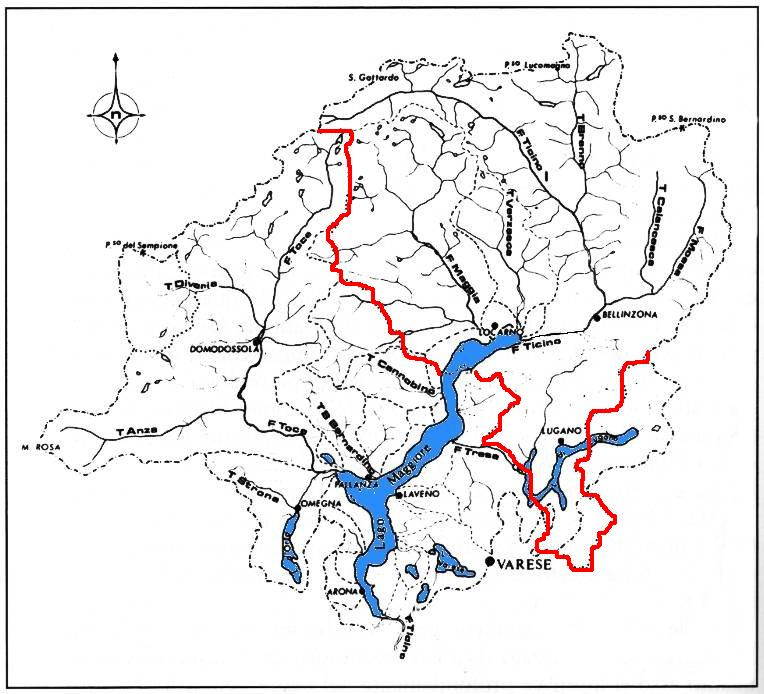 P.so Lucomagno
S. Gottardo
n
P.so S. Bernardino
F Ticino
T Brenno
T Verzasca
T Calancasca
F Moesa
P.so del Sempione
F Toce
F Maggia
T Diveria
LOCARNO
BELLINZONA
F Ticino
DOMODOSSOLA
T Cannobino
T Anza
F Toce
T S Bernardino
M. ROSA
LUGANO
Maggiore
F Tresa
T Strona
PALLANZA
LAVENO
OMEGNA
Lago
VARESE
ARONA
F Ticino